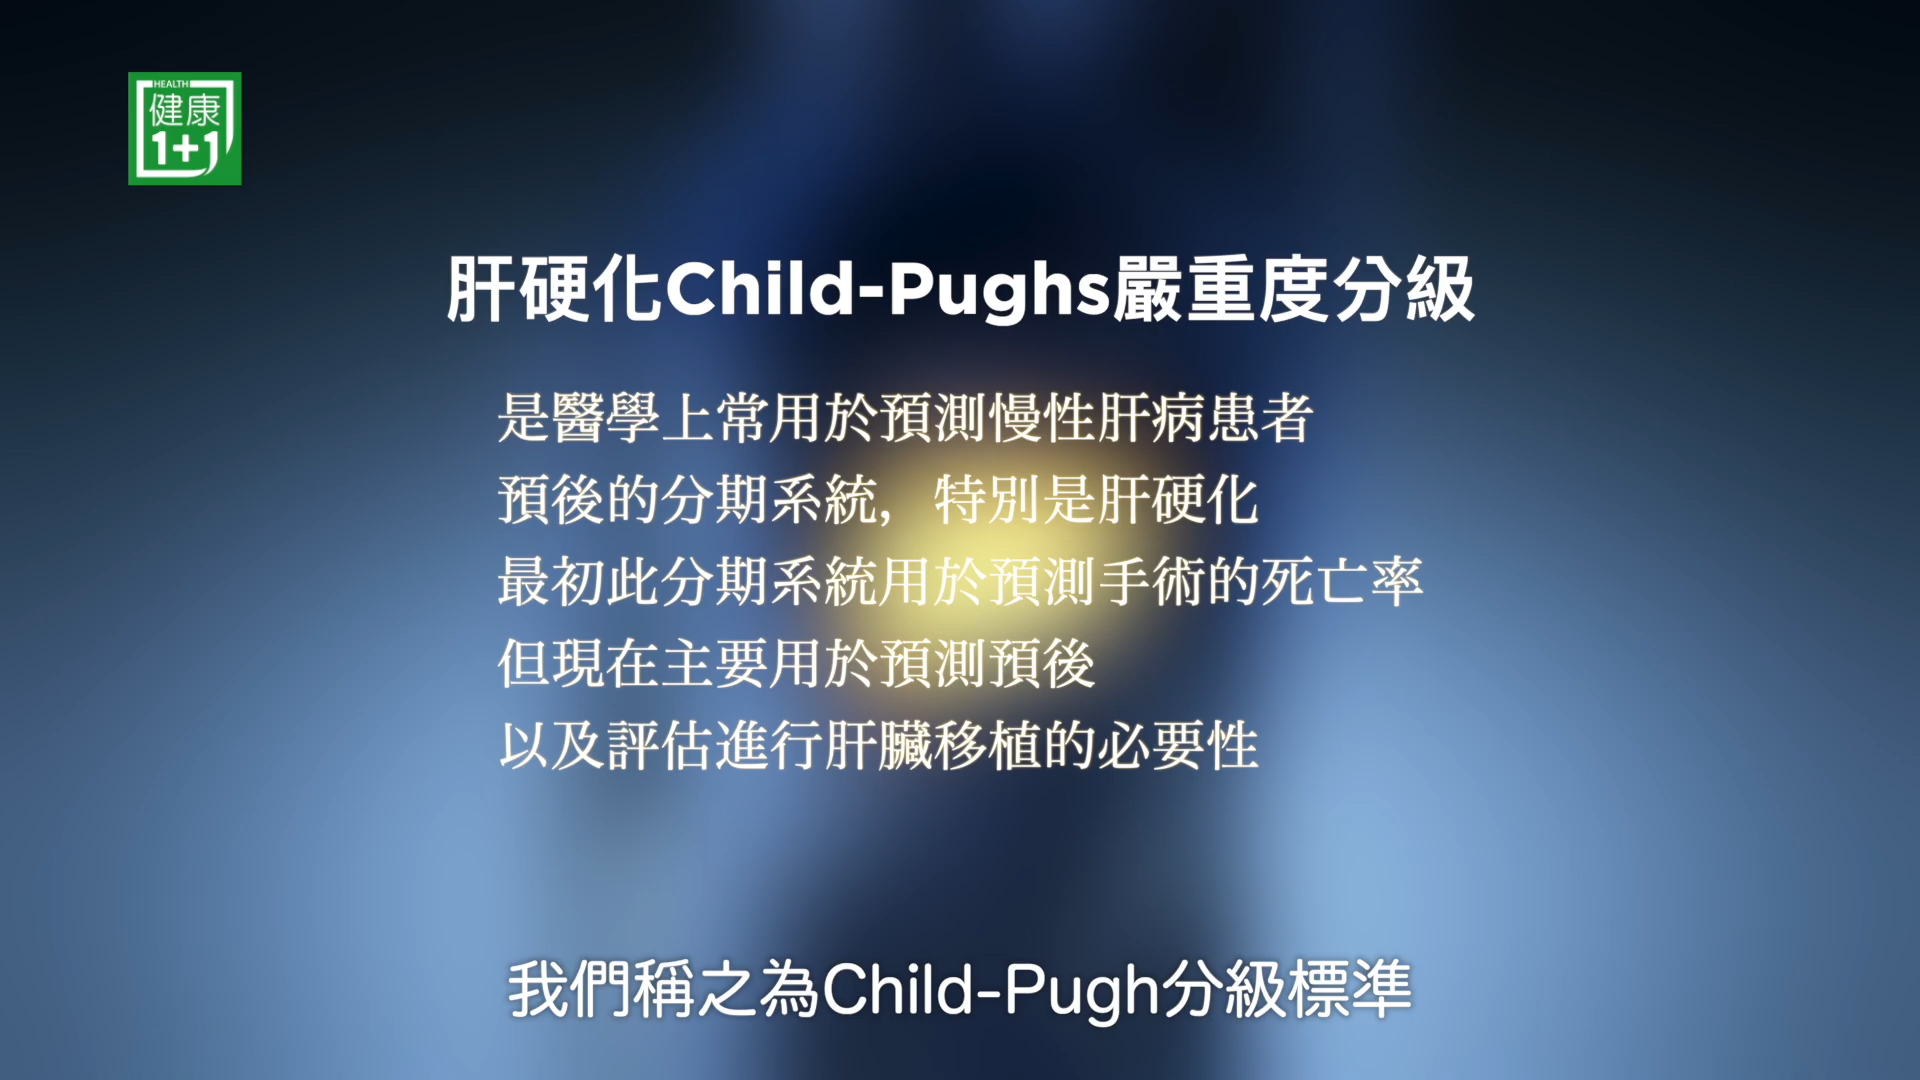 HEALTH
健康
1+1
肝硬化Child-Pughs嚴重度分級
是醫學上常用於預測慢性肝病患者
預後的分期系統，特別是肝硬化
最初此分期系統用於預測手術的死亡率
但現在主要用於預測預後
以及評估進行肝臟移植的必要性
我們稱之為Child-Pugh分級標準